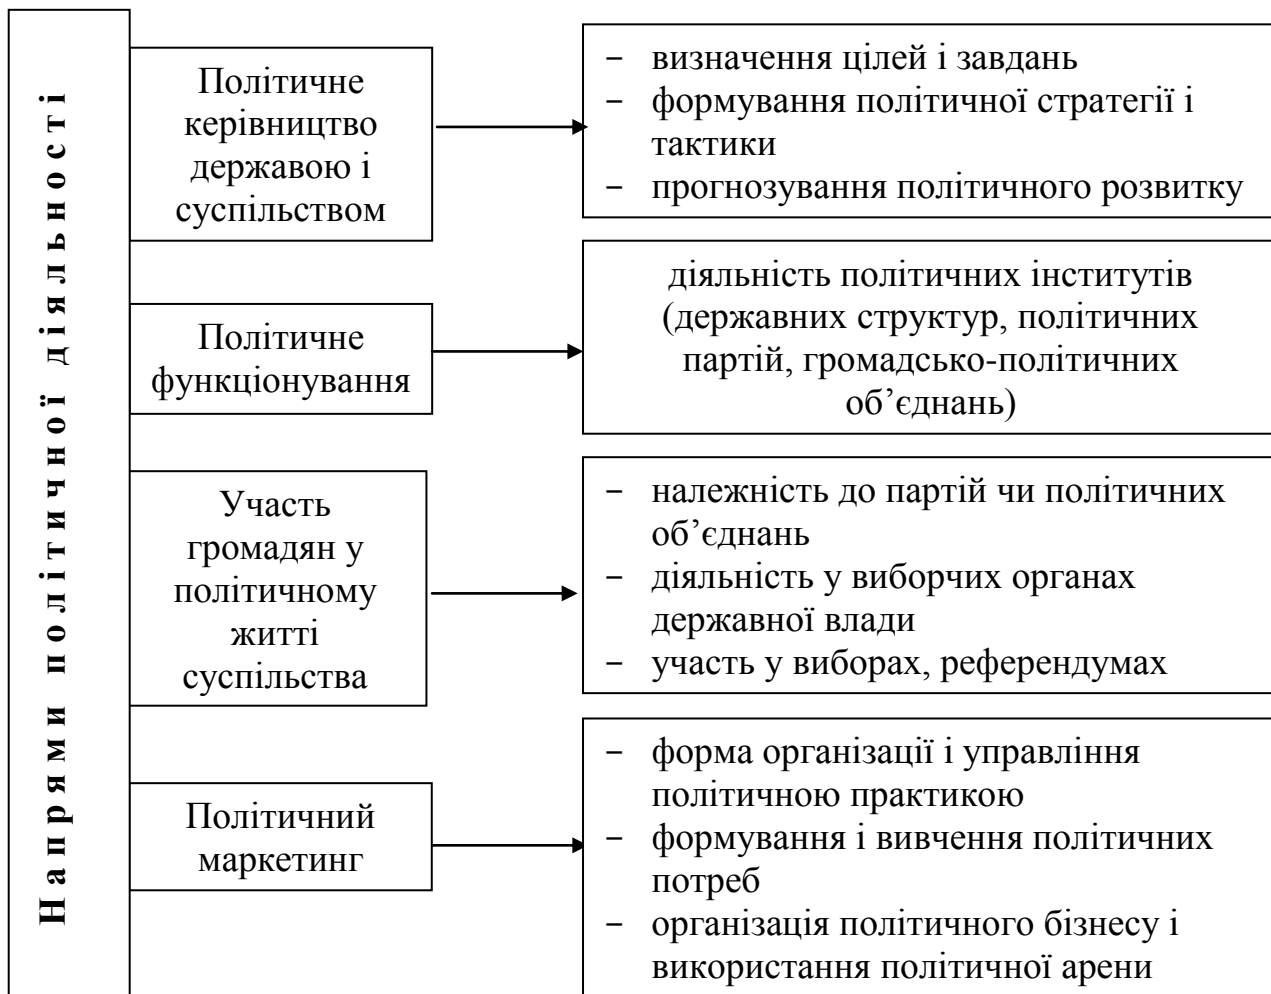 Напрями політичної діяльності
Політичне
керівництво
державою і
суспільством
− визначення цілей і завдань
− формування політичної стратегії і
тактики
− прогнозування політичного розвитку
Політичне
функціонування
діяльність політичних інститутів
(державних структур, політичних
партій, громадсько-політичних
об’єднань)
Участь
громадян у
політичному
житті
суспільства
− належність до партій чи політичних
об’єднань
− діяльність у виборчих органах
державної влади
− участь у виборах, референдумах
Політичний
маркетинг
− форма організації і управління
політичною практикою
− формування і вивчення політичних
потреб
− організація політичного бізнесу і
використання політичної арени